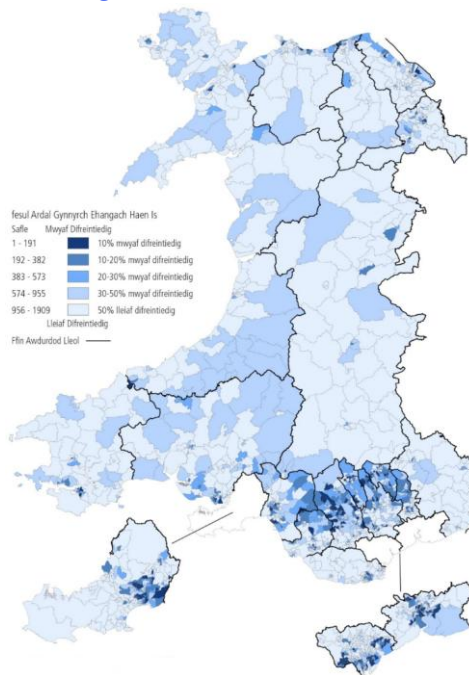 fesul Ardal Gynnyrch Ehangach Haen Is
Safle Mwyaf Difreintiedig
1 - 191 10% mwyaf difreintiedig
192 - 382 10-20% mwyaf difreintiedig
383 - 573 20-30% mwyaf difreintiedig
574 - 955 30-50% mwyaf difreintiedig
956 - 1909 50% lleiaf difreintiedig
Lleiaf Difreintiedig
Ffin Awdurdod Lleol